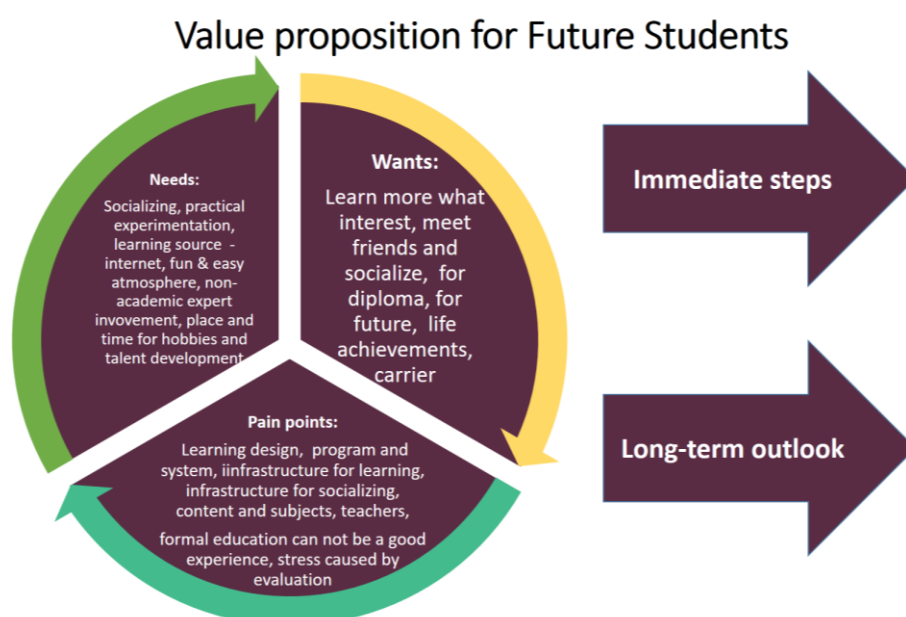 Value proposition for Future Students
Needs:
Socializing, practical
experimentation,
learning source -
internet, fun & easy
atmosphere, non-
academic expert
invovement, place and
time for hobbies and
talent development
Wants:
Learn more what
interest, meet
friends and
socialize, for
diploma, for
future, life
achievements,
carrier
Pain points:
Learning design, program and
system, iinfrastructure for learning,
infrastructure for socializing,
content and subjects, teachers,
formal education can not be a good
experience, stress caused by
evaluation
Immediate steps
Long-term outlook